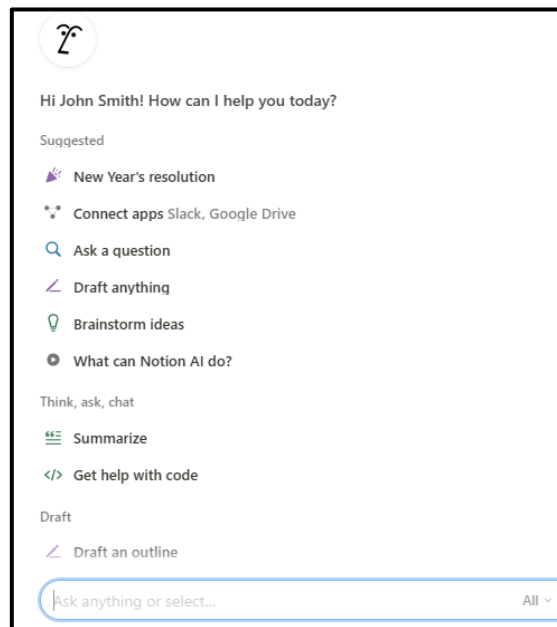 Hi John Smith! How can I help you today?
Suggested
New Year's resolution
Connect apps Slack, Google Drive
Ask a question
Draft anything
Brainstorm ideas
What can Notion AI do?
Think, ask, chat
Summarize
Get help with code
Draft
Draft an outline
Ask anything or select...
All